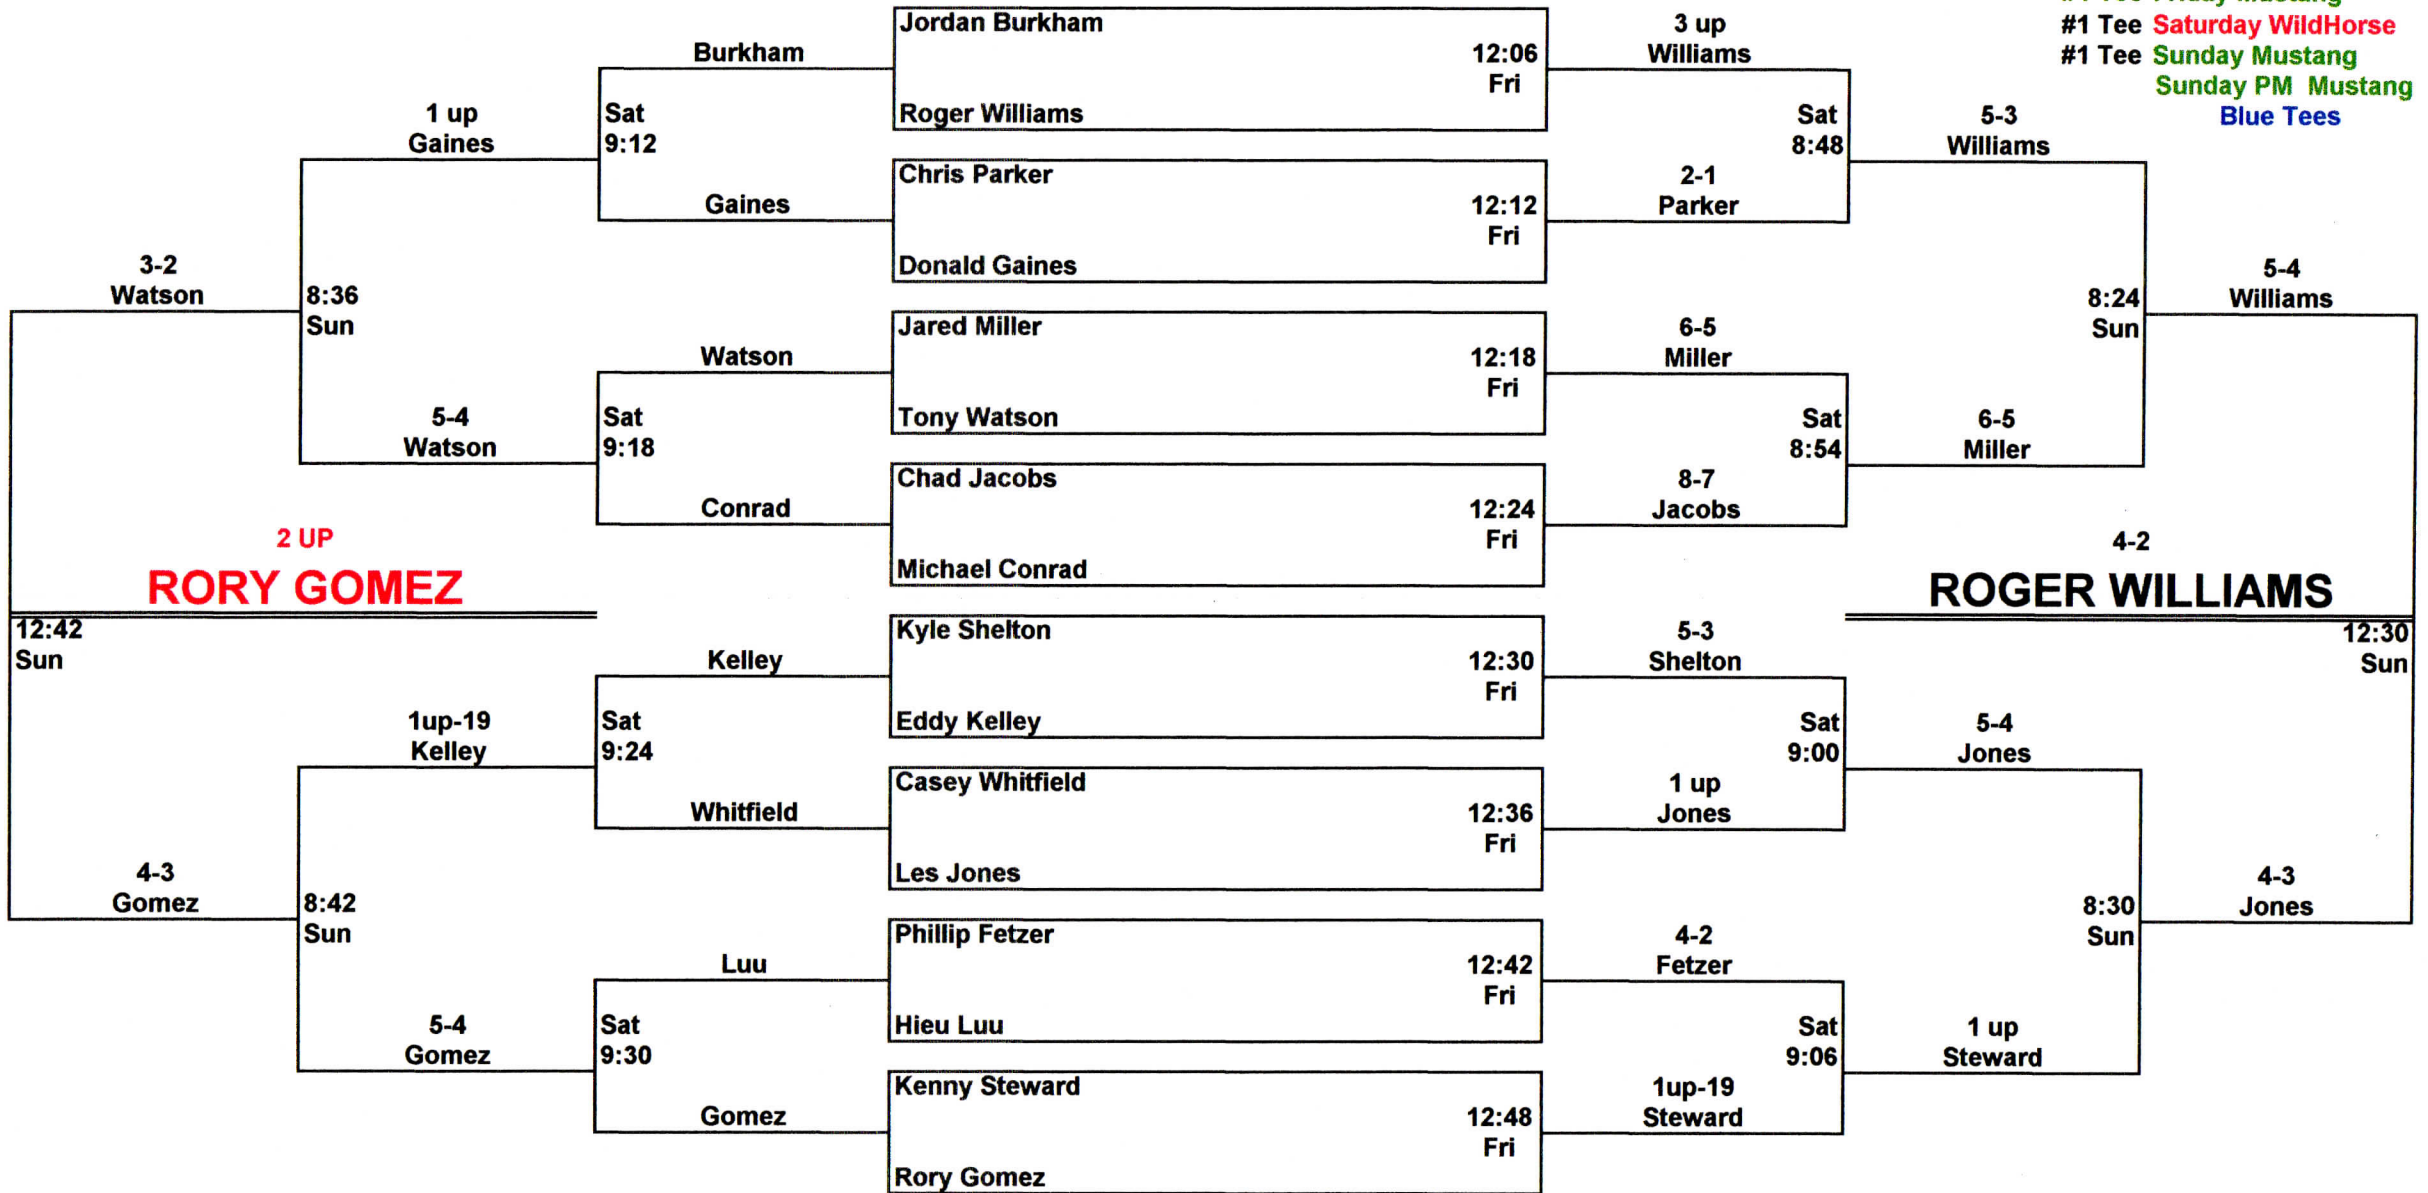 #1 Tee Friday Mustang
#1 Tee Saturday WildHorse
#1 Tee Sunday Mustang
Sunday PM Mustang
Blue Tees
Jordan Burkham
12:06
Fri
Roger Williams
Chris Parker
12:12
Fri
Donald Gaines
Jared Miller
12:18
Fri
Tony Watson
Chad Jacobs
12:24
Fri
Michael Conrad
Kyle Shelton
12:30
Fri
Eddy Kelley
Casey Whitfield
12:36
Fri
Les Jones
Phillip Fetzer
12:42
Fri
Hieu Luu
Kenny Steward
12:48
Fri
Rory Gomez
Burkham
Gaines
Watson
Conrad
Kelley
Whitfield
Luu
Gomez
Sat
9:12
Sat
9:18
Sat
9:24
Sat
9:30
1 up
Gaines
5-4
Watson
1up-19
Kelley
5-4
Gomez
8:36
Sun
8:42
Sun
3-2
Watson
4-3
Gomez
2 UP
RORY GOMEZ
12:42
Sun
3 up
Williams
2-1
Parker
6-5
Miller
8-7
Jacobs
5-3
Shelton
1 up
Jones
4-2
Fetzer
1up-19
Steward
Sat
8:48
Sat
8:54
Sat
9:00
Sat
9:06
5-3
Williams
6-5
Miller
5-4
Jones
1 up
Steward
8:24
Sun
8:30
Sun
5-4
Williams
4-3
Jones
4-2
ROGER WILLIAMS
12:30
Sun